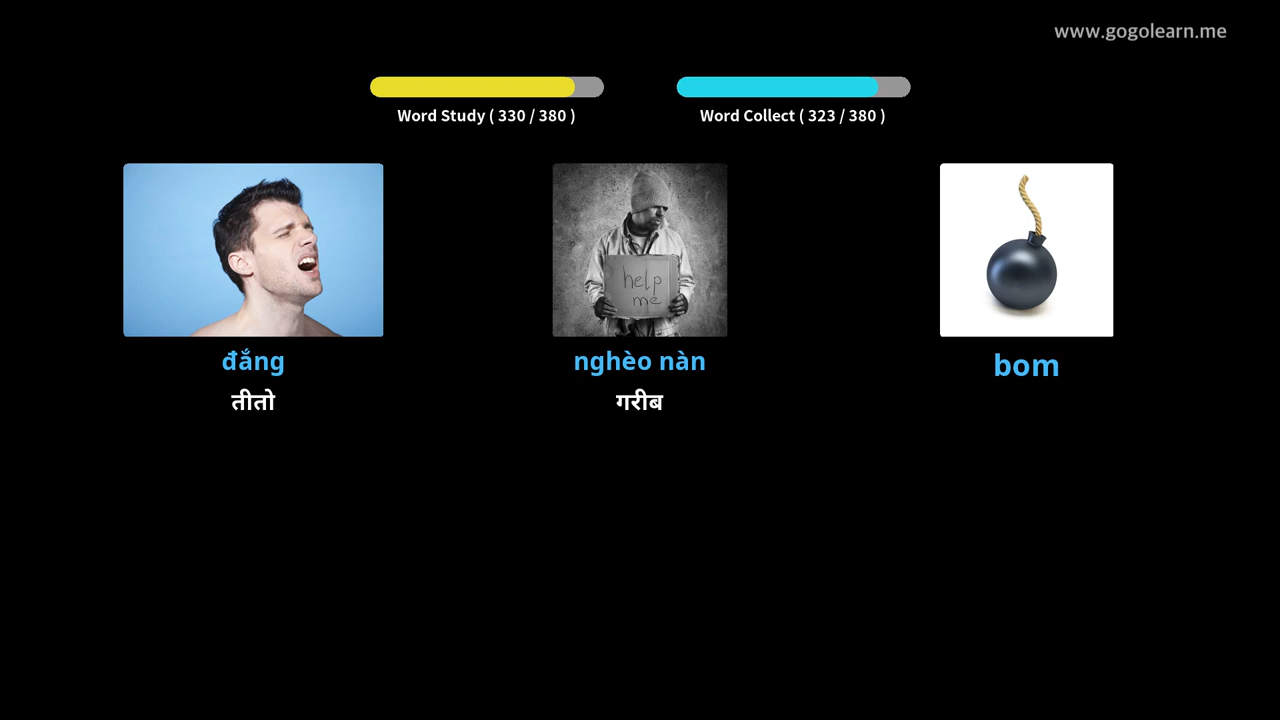 www.gogolearn.me
Word Study ( 330 / 380 )
Word Collect ( 323 / 380 )
help
me
đắng
nghèo nàn
bom
तीतो
गरीब